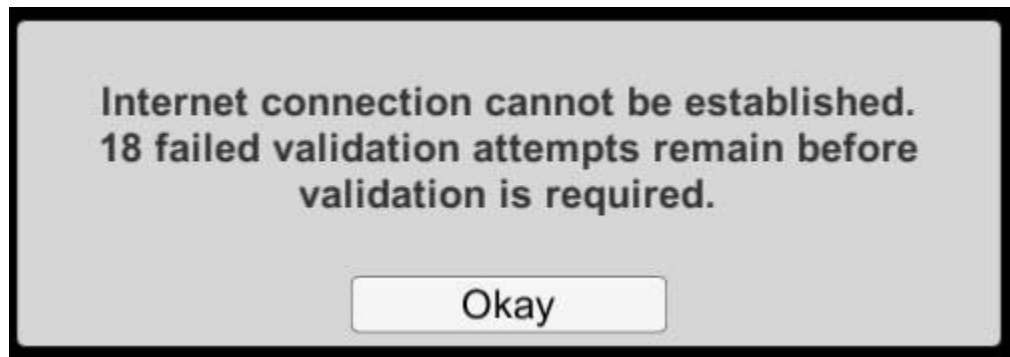 Internet connection cannot be established.
18 failed validation attempts remain before
validation is required.
Okay